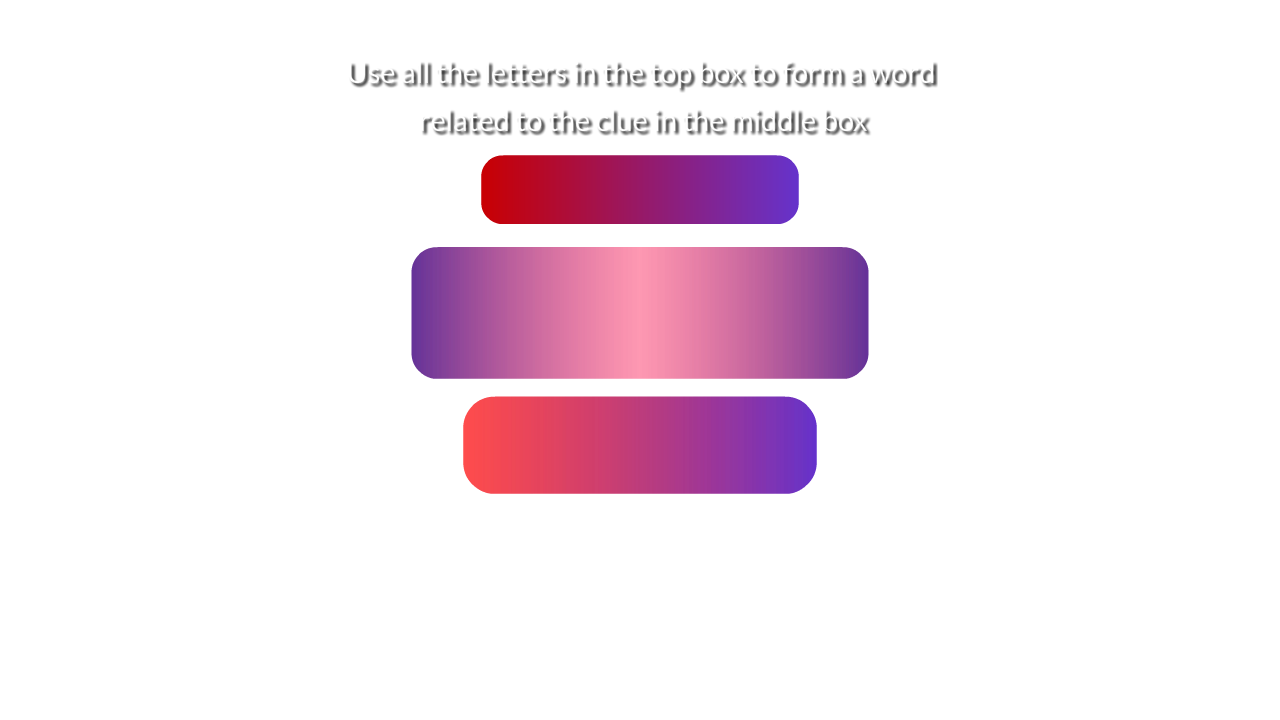 Use all the letters in the top box to form a word
related to the clue in the middle box